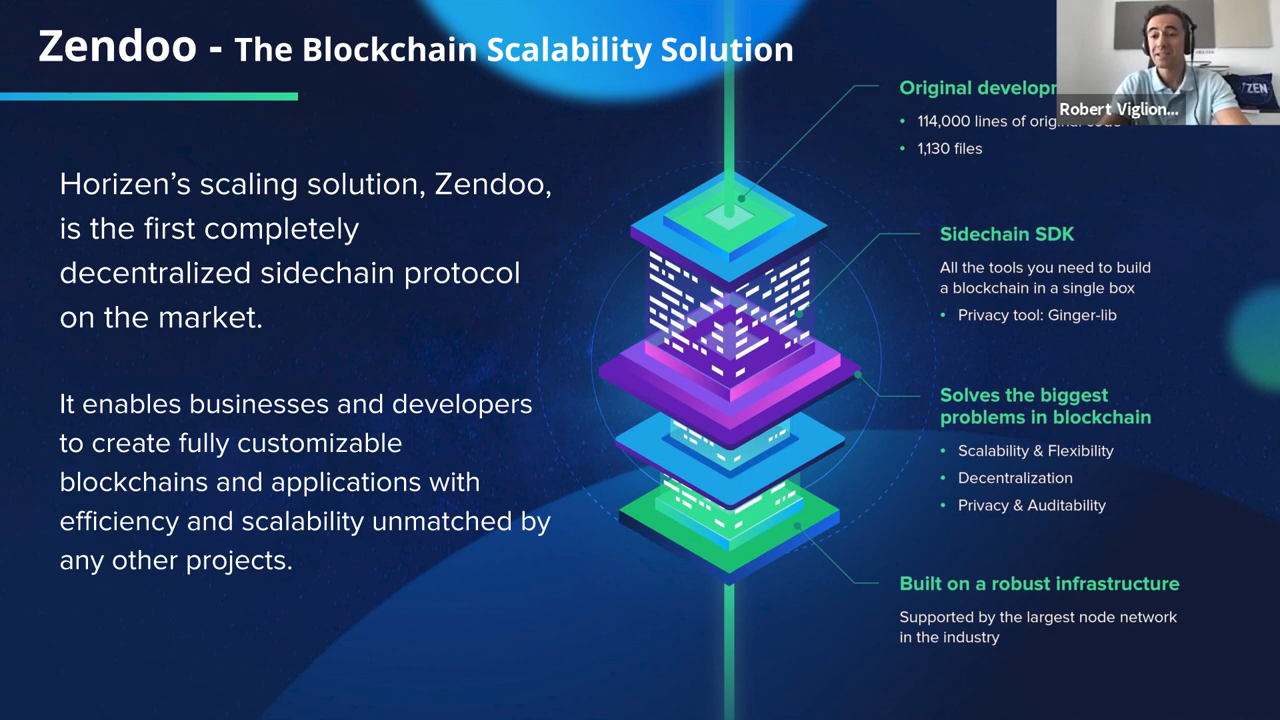 Zendoo - The Blockchain Scalability Solution
Horizen’s scaling solution, Zendoo,
is the first completely
decentralized sidechain protocol
on the market.
It enables businesses and developers
to create fully customizable
blockchains and applications with
efficiency and scalability unmatched by
any other projects.
Original develop
• 114,000 lines of original code
• 1,130 files
Sidechain SDK
All the tools you need to build
a blockchain in a single box
• Privacy tool: Ginger-lib
Solves the biggest
problems in blockchain
• Scalability & Flexibility
• Decentralization
• Privacy & Auditability
Built on a robust infrastructure
Supported by the largest node network
in the industry
ZEN
Robert Viglion...